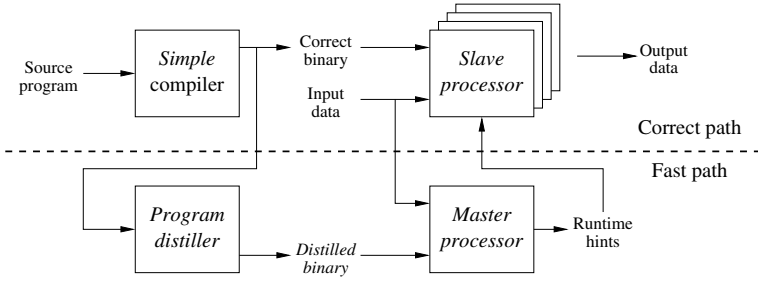 Source
program
Simple
compiler
Correct
binary
Input
data
Slave
processor
Output
data
Correct path
Fast path
Program
distiller
Distilled
binary
Master
processor
Runtime
hints